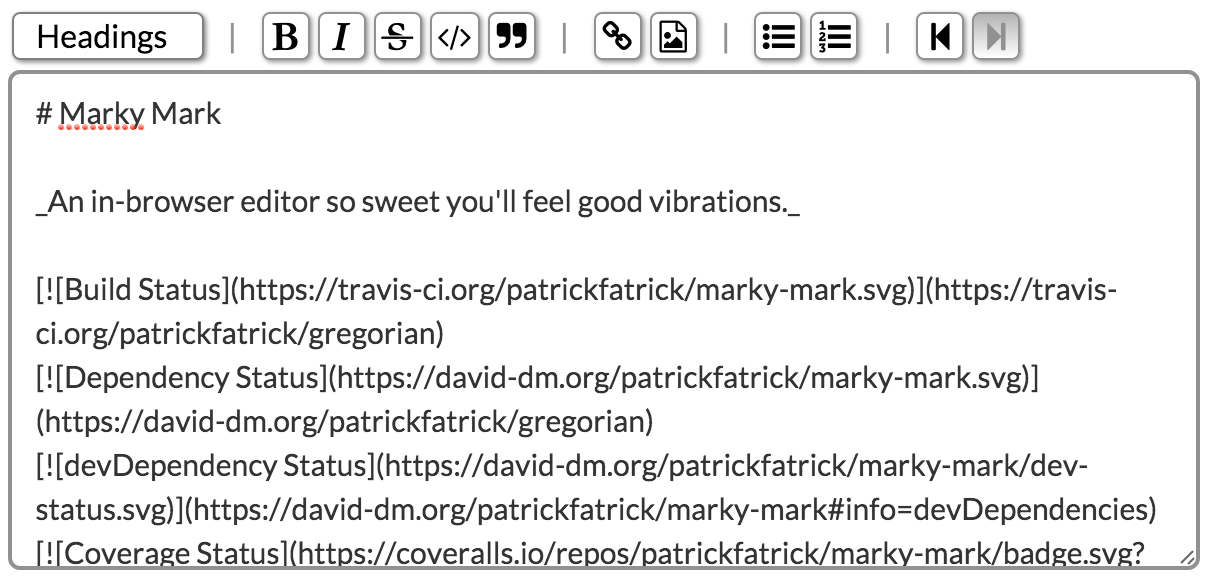 Headings | B I S </> ” | | 1 2 3 |
# Marky Mark
_An in-browser editor so sweet you'll feel good vibrations._
[![Build Status](https://travis-ci.org/patrickfatrick/marky-mark.svg)](https://travis-
ci.org/patrickfatrick/gregorian)
[![Dependency Status](https://david-dm.org/patrickfatrick/marky-mark.svg)]
(https://david-dm.org/patrickfatrick/gregorian)
[![devDependency Status](https://david-dm.org/patrickfatrick/marky-mark/dev-
status.svg)](https://david-dm.org/patrickfatrick/marky-mark#info=devDependencies)
[![Coverage Status](https://coveralls.io/repos/patrickfatrick/marky-mark/badge.svg?